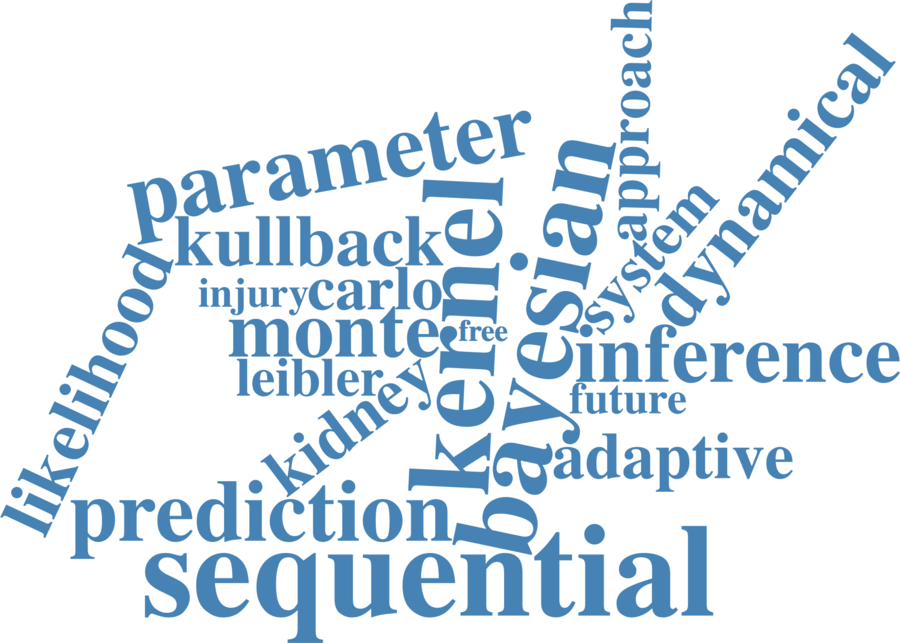 approach
dynamical
parameter
bayesian
kernel
system
kullback
likelihood
injury
carlo
monte
free
inference
leibler
kidney
future
adaptive
prediction
sequential